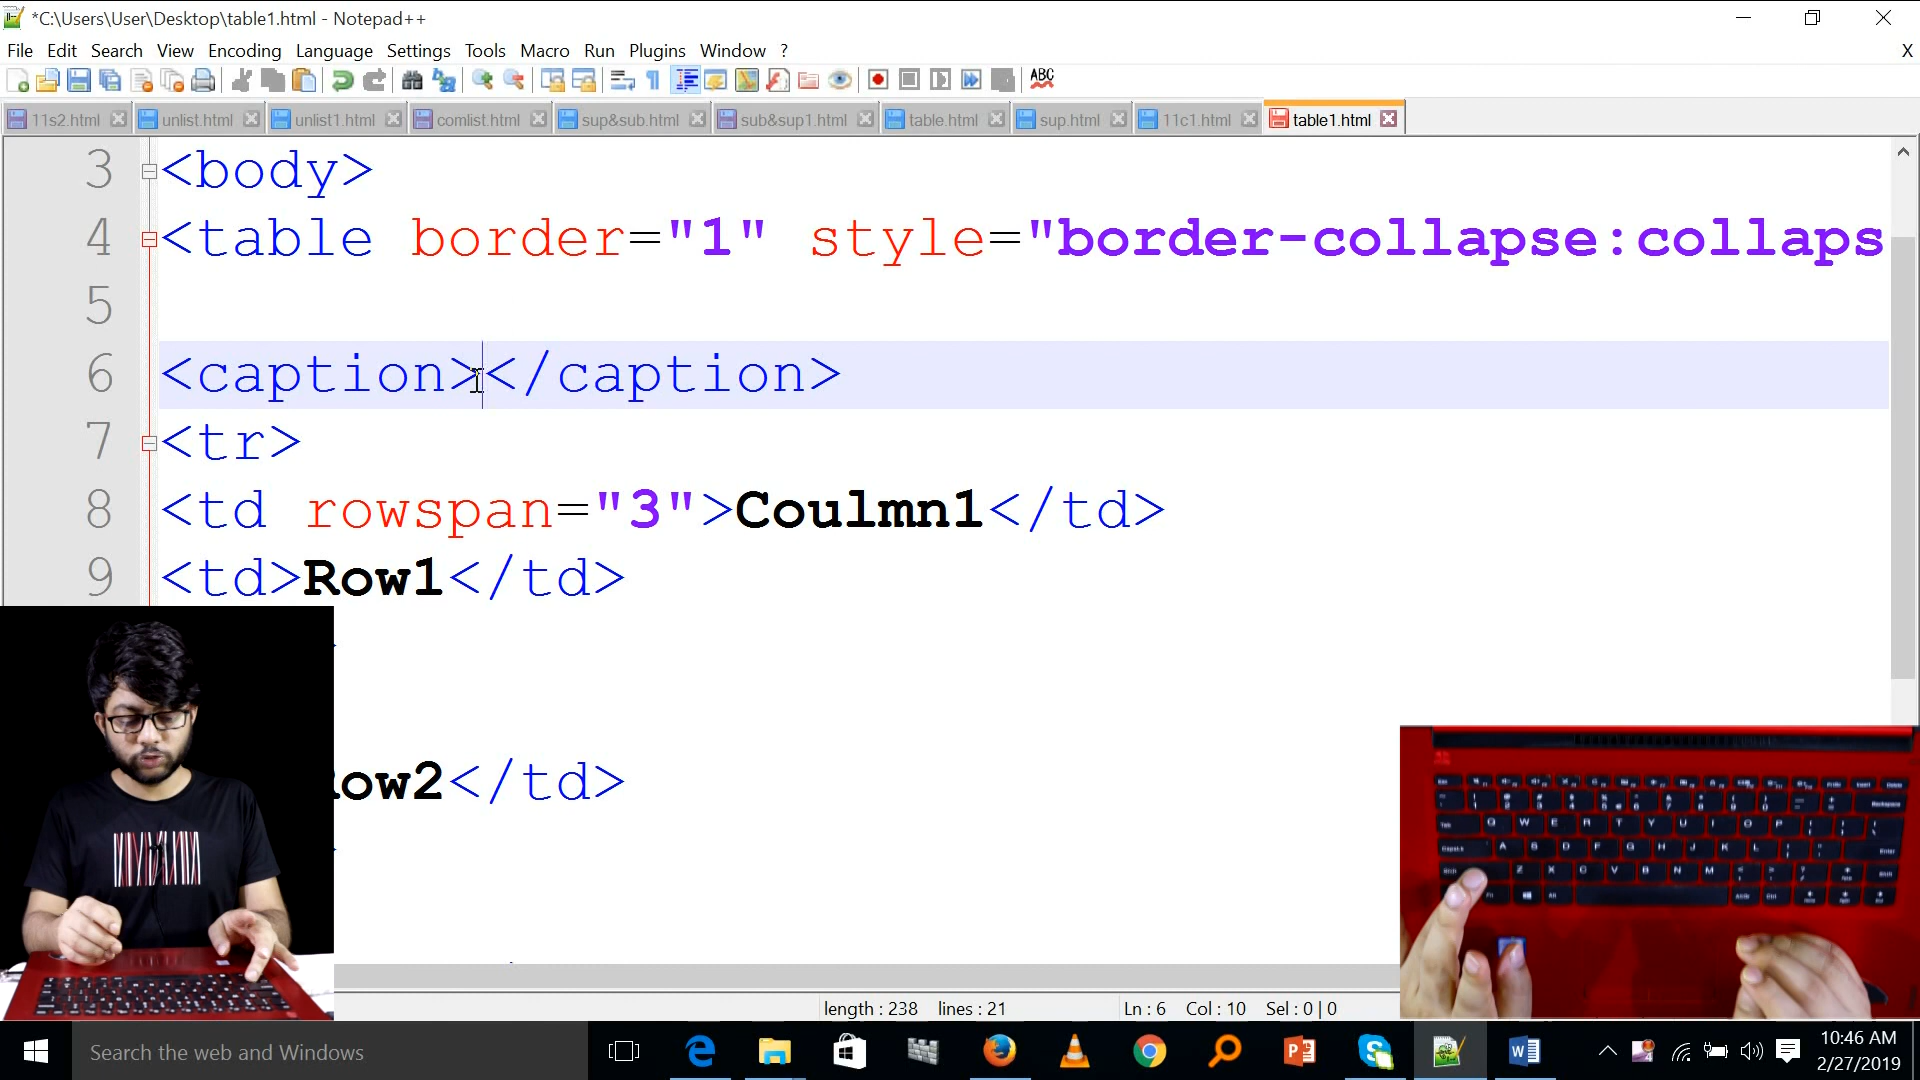 *C:\Users\User\Desktop\table1.html - Notepad++
File Edit Search View Encoding Language Settings Tools Macro Run Plugins Window ? X
ABC
11s2.html unlist.html unlist1.html comlist.html sup&sub.html sub&sup1.html table.html sup.html 11c1.html table1.html
3 <body>
4 <table border="1" style="border-collapse:collaps
5
6 <caption></caption>
7 <tr>
8 <td rowspan="3">Coulmn1</td>
9 <td>Row1</td>
ow2</td>
length : 238 lines : 21 Ln : 6 Col : 10 Sel : 0 | 0
Search the web and Windows
10:46 AM
2/27/2019